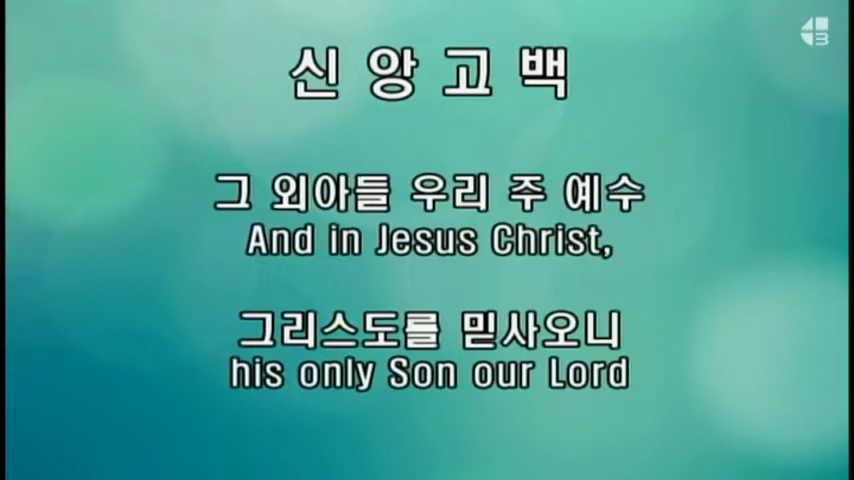 신앙고백
그 외아들 우리 주 예수
And in Jesus Christ,
그리스도를 믿사오니
his only Son our Lord